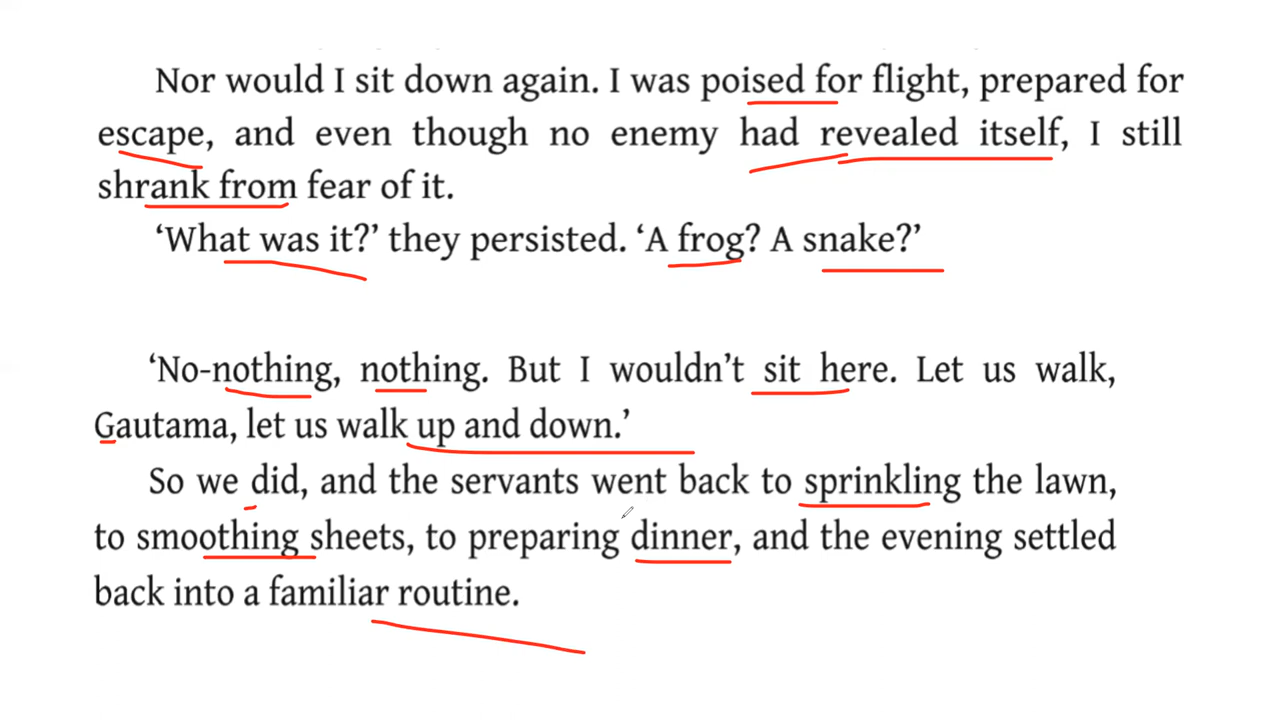 Nor would I sit down again. I was poised for flight, prepared for
escape, and even though no enemy had revealed itself, I still
shrank from fear of it.
‘What was it?’ they persisted. ‘A frog? A snake?’
‘No-nothing, nothing. But I wouldn’t sit here. Let us walk,
Gautama, let us walk up and down.’
So we did, and the servants went back to sprinkling the lawn,
to smoothing sheets, to preparing dinner, and the evening settled
back into a familiar routine.